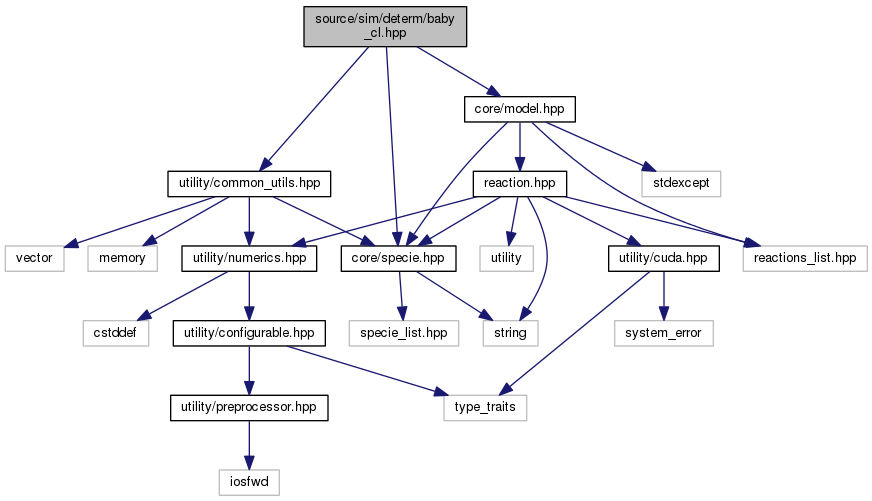 source/sim/determ/baby
_cl.hpp
core/model.hpp
utility/common_utils.hpp
reaction.hpp
stdexcept
vector
memory
utility/numerics.hpp
core/specie.hpp
utility
utility/cuda.hpp
reactions_list.hpp
cstddef
utility/configurable.hpp
specie_list.hpp
string
system_error
utility/preprocessor.hpp
type_traits
iosfwd